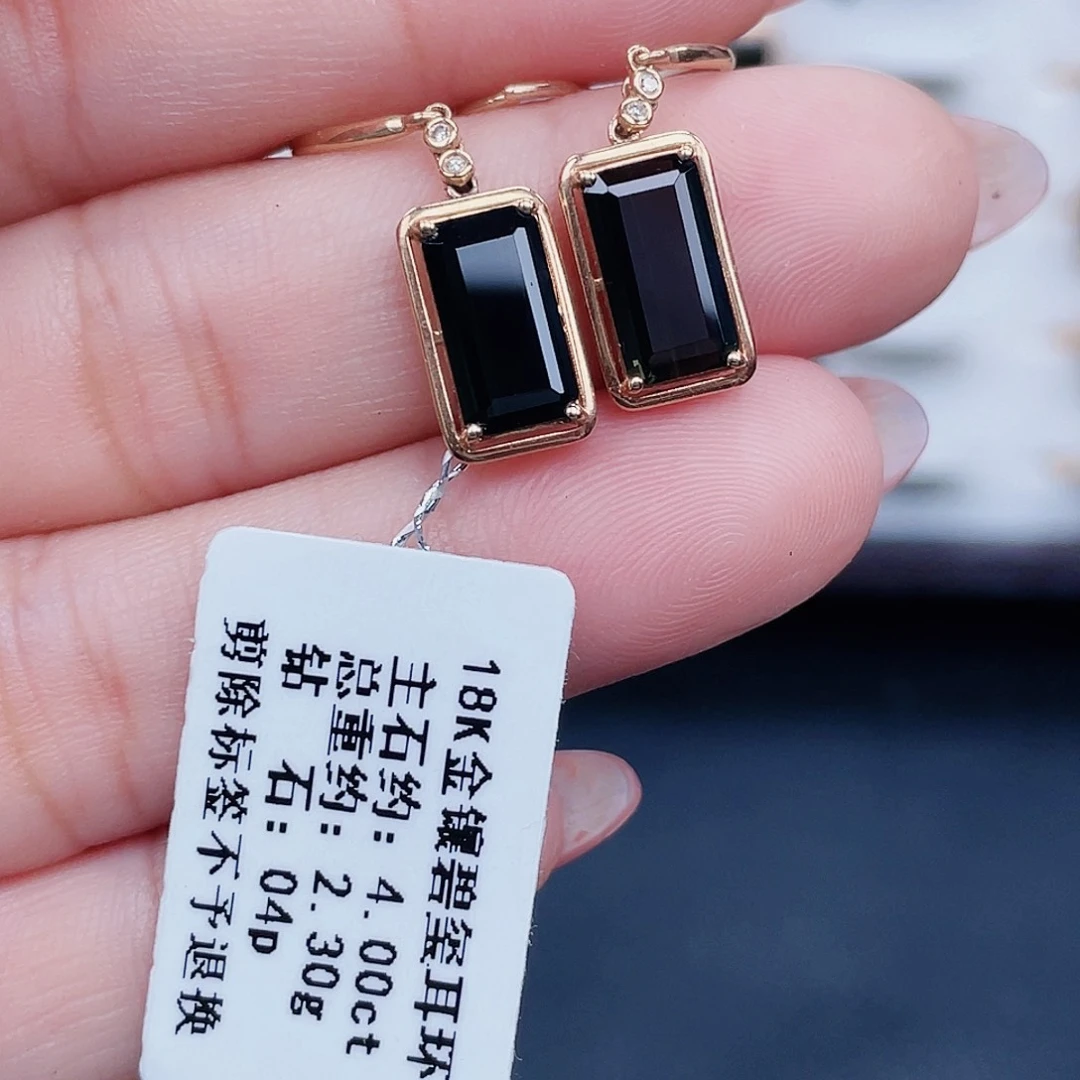 18K金镶碧玺耳环
主石约: 4.00ct
总重约: 2.30g
钻 石: 04p
剪除标签不予退换